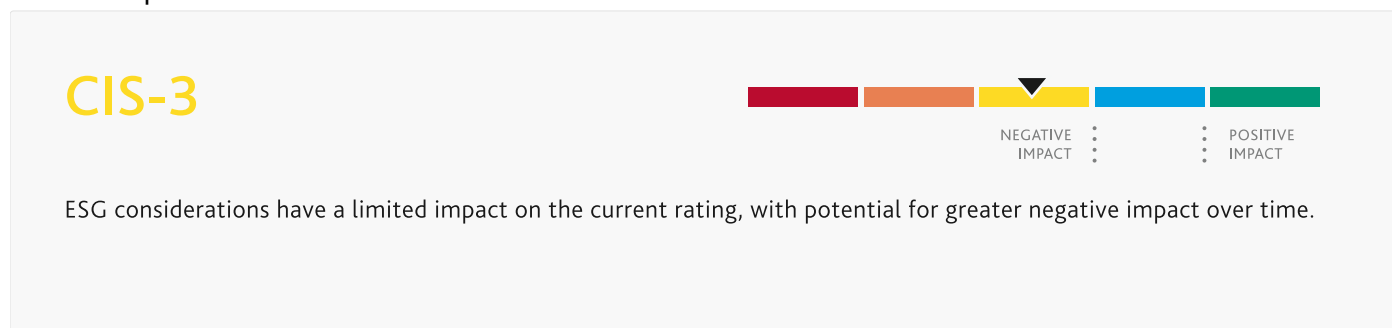 CIS-3
NEGATIVE
IMPACT
POSITIVE
IMPACT
ESG considerations have a limited impact on the current rating, with potential for greater negative impact over time.